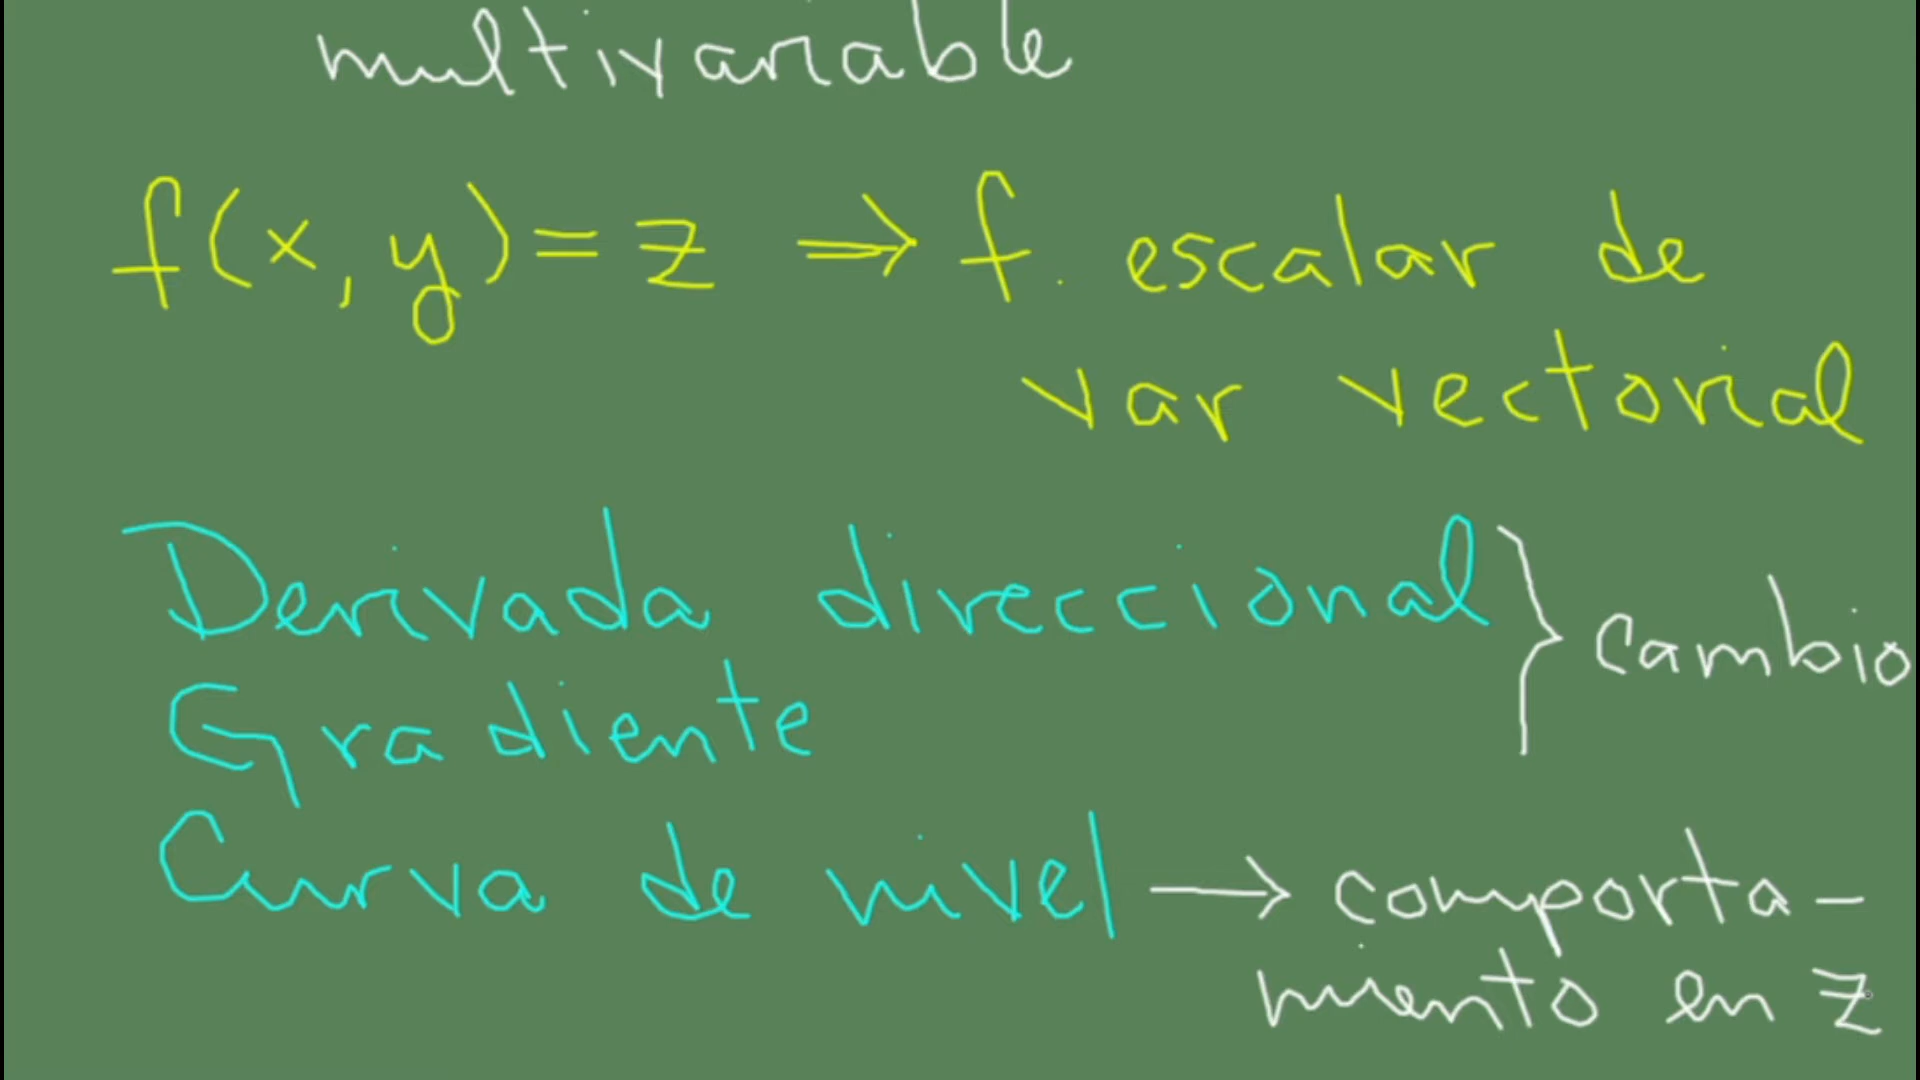 multivariable
f(x,y)=z ⇒ f. escalar de
var vectorial
Derivada direccional } cambio
Gradiente
Curva de nivel → comporta-
miento en z